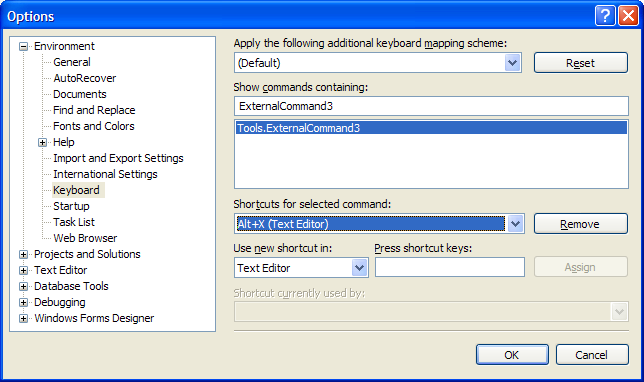 Options
Environment
General
AutoRecover
Documents
Find and Replace
Fonts and Colors
Help
Import and Export Settings
International Settings
Keyboard
Startup
Task List
Web Browser
Projects and Solutions
Text Editor
Database Tools
Debugging
Windows Forms Designer
Apply the following additional keyboard mapping scheme:
(Default)
Reset
Show commands containing:
ExternalCommand3
Tools.ExternalCommand3
Shortcuts for selected command:
Alt+X (Text Editor)
Remove
Use new shortcut in:
Press shortcut keys:
Text Editor
Assign
Shortcut currently used by:
OK
Cancel